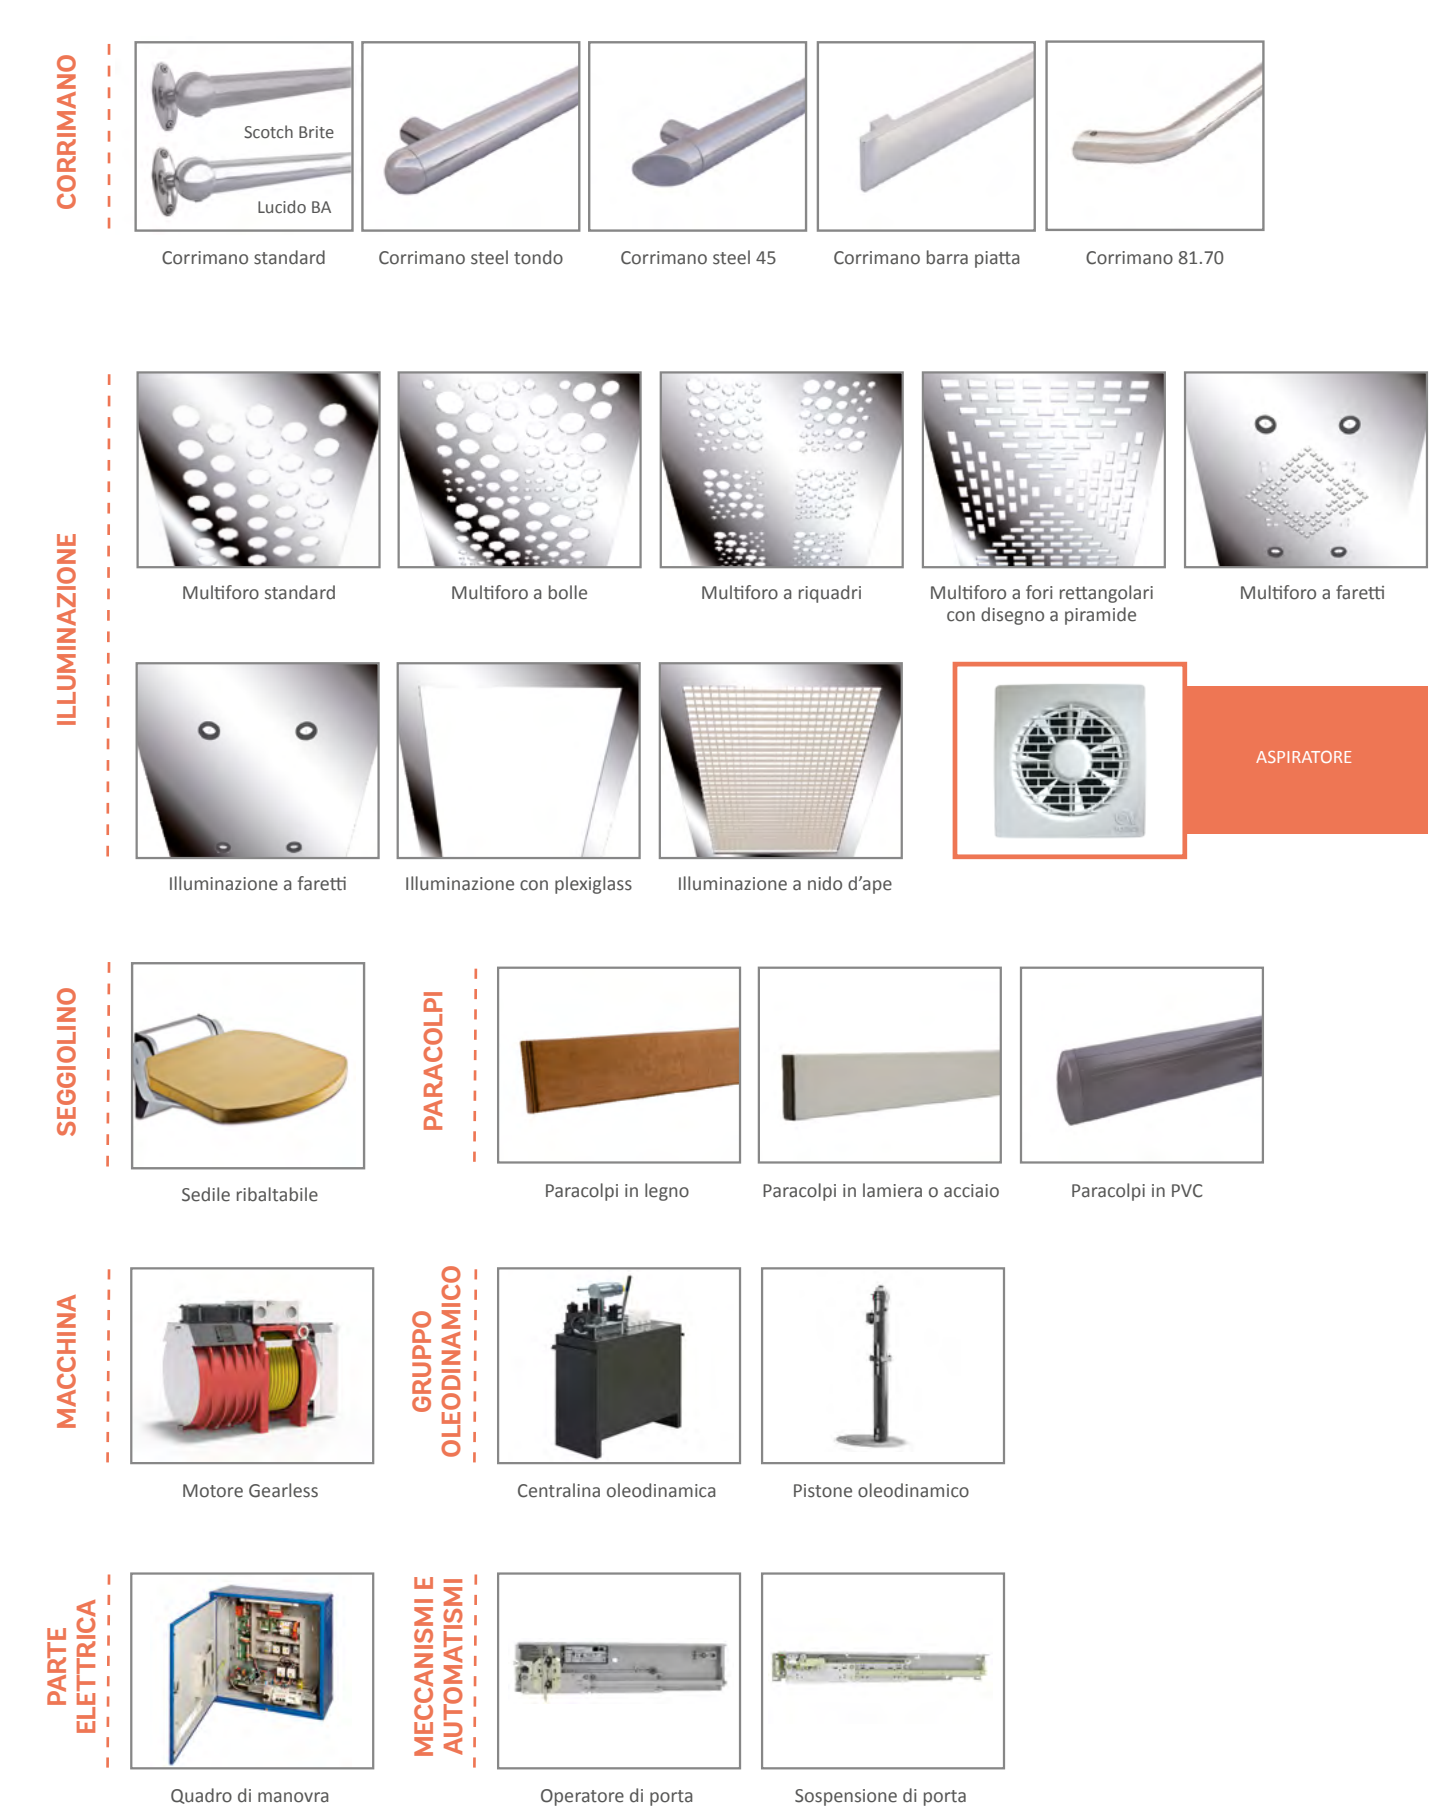 CORRIMANO
Scotch Brite
Lucido BA
Corrimano standard
Corrimano steel tondo
Corrimano steel 45
Corrimano barra piatta
Corrimano 81.70
ILLUMINAZIONE
Multiforo standard
Multiforo a bolle
Multiforo a riquadri
Multiforo a fori rettangolari
con disegno a piramide
Multiforo a faretti
Illuminazione a faretti
Illuminazione con plexiglass
Illuminazione a nido d’ape
ASPIRATORE
SEGGIOLINO
Sedile ribaltabile
PARACOLPI
Paracolpi in legno
Paracolpi in lamiera o acciaio
Paracolpi in PVC
MACCHINA
Motore Gearless
GRUPPO
OLEODINAMICO
Centralina oleodinamica
Pistone oleodinamico
PARTE
ELETTRICA
Quadro di manovra
MECCANISMI E
AUTOMATISMI
Operatore di porta
Sospensione di porta